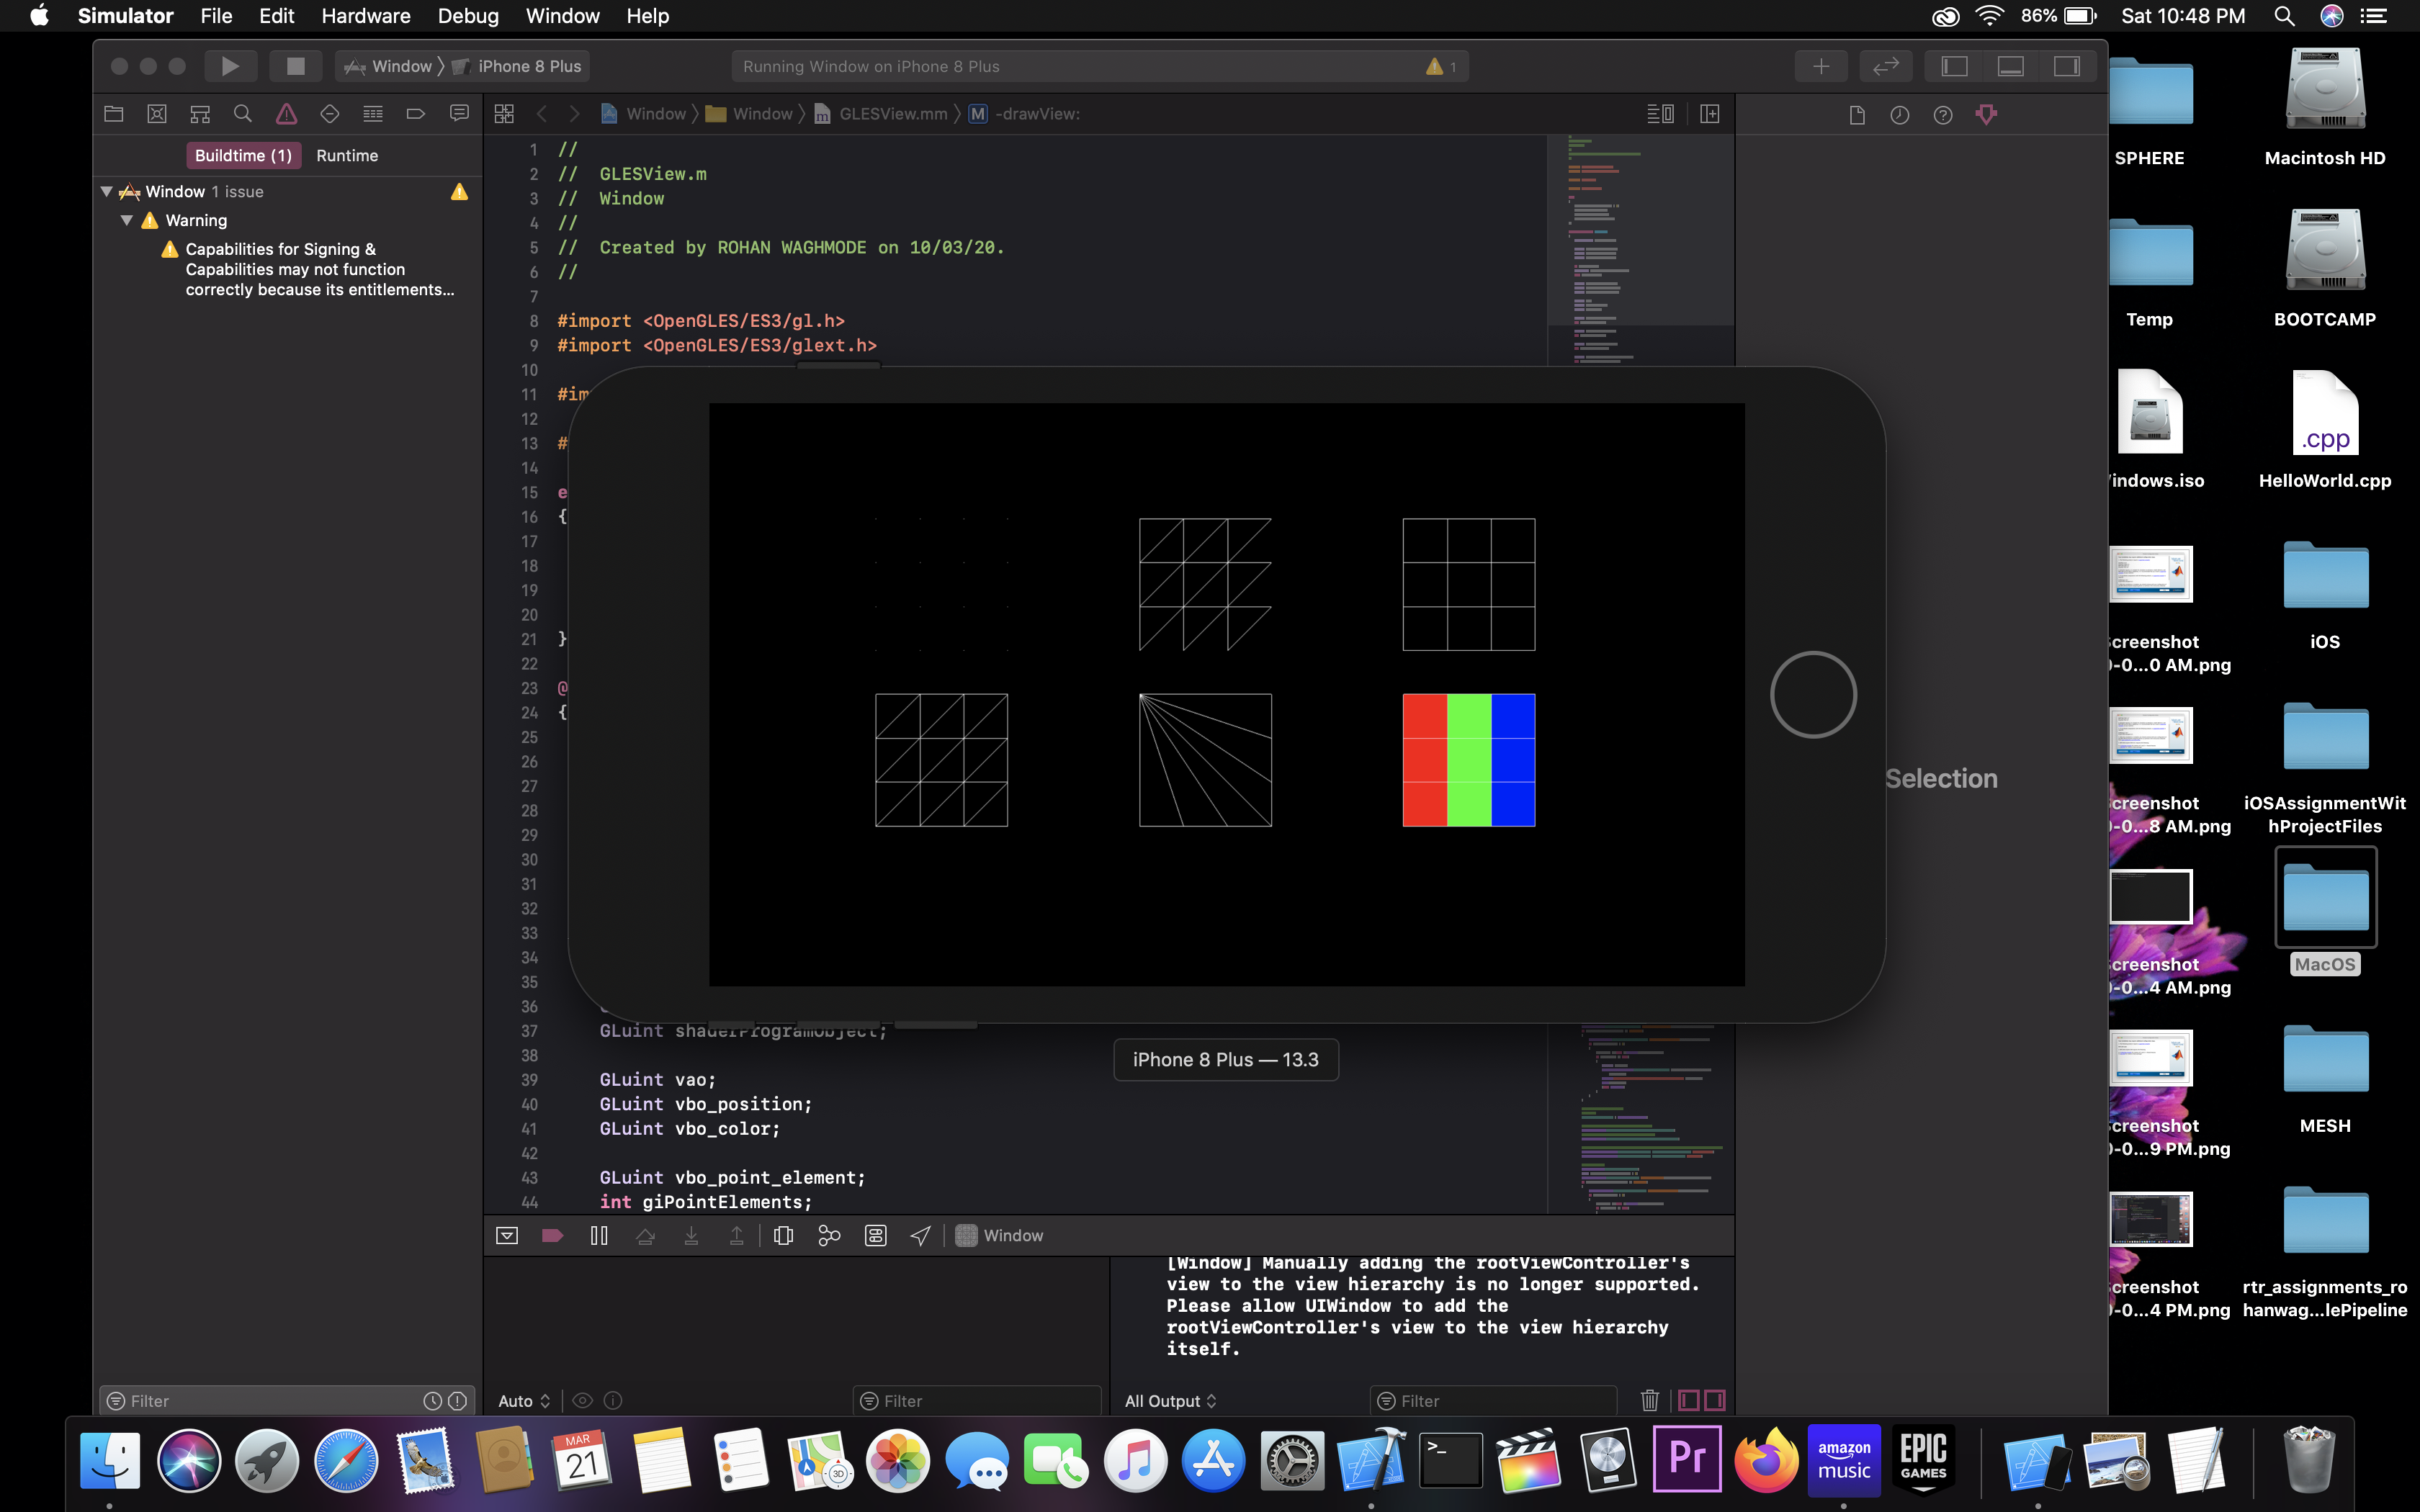 Simulator File Edit Hardware Debug Window Help
86% Sat 10:48 PM
Window iPhone 8 Plus
Running Window on iPhone 8 Plus
1
Window Window GLESView.mm M -drawView:
Buildtime (1) Runtime
Window 1 issue
Warning
Capabilities for Signing &
Capabilities may not function
correctly because its entitlements...
1 //
2 // GLESView.m
3 // Window
4 //
5 // Created by ROHAN WAGHMODE on 10/03/20.
6 //
7
8 #import <OpenGLES/ES3/gl.h>
9 #import <OpenGLES/ES3/glext.h>
10
11 #im
12
13 #
14
15 e
16 {
17
18
19
20
21 }
22
23 @
24 {
25
26
27
28
29
30
31
32
33
34
35
36
37 GLuint shaderProgramObject;
38
39 GLuint vao;
40 GLuint vbo_position;
41 GLuint vbo_color;
42
43 GLuint vbo_point_element;
44 int giPointElements;
iPhone 8 Plus — 13.3
Selection
Window
[Window] Manually adding the rootViewController's
view to the view hierarchy is no longer supported.
Please allow UIWindow to add the
rootViewController's view to the view hierarchy
itself.
Filter
Auto
Filter
All Output
Filter
SPHERE
Macintosh HD
Temp
BOOTCAMP
indows.iso
.cpp
HelloWorld.cpp
creenshot
0-0...0 AM.png
iOS
creenshot
0-0...8 AM.png
iOSAssignmentWit
hProjectFiles
creenshot
0-0...4 AM.png
MacOS
creenshot
0-0...9 PM.png
MESH
creenshot
0-0...4 PM.png
rtr_assignments_ro
hanwag...lePipeline
MAR
21
3D
>_
Pr
amazon
music
EPIC
GAMES